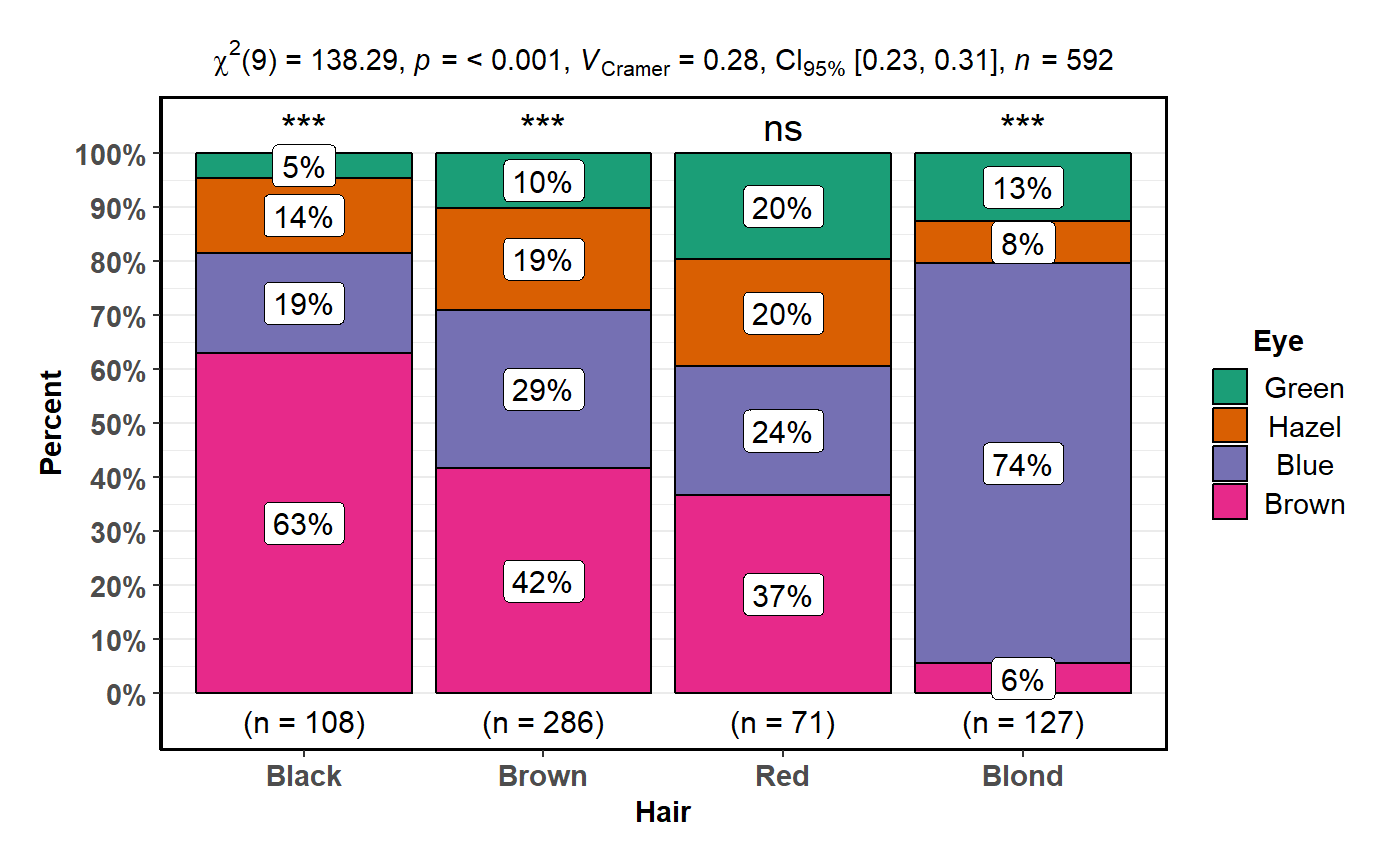 χ²(9) = 138.29, p = < 0.001, V Cramer = 0.28, CI95% [0.23, 0.31], n = 592
*** *** ns ***
100%
90%
80%
70%
60%
50%
40%
30%
20%
10%
0%
Percent
5%
14%
19%
63%
10%
19%
29%
42%
20%
20%
24%
37%
13%
8%
74%
6%
(n = 108) (n = 286) (n = 71) (n = 127)
Black Brown Red Blond
Hair
Eye
Green
Hazel
Blue
Brown